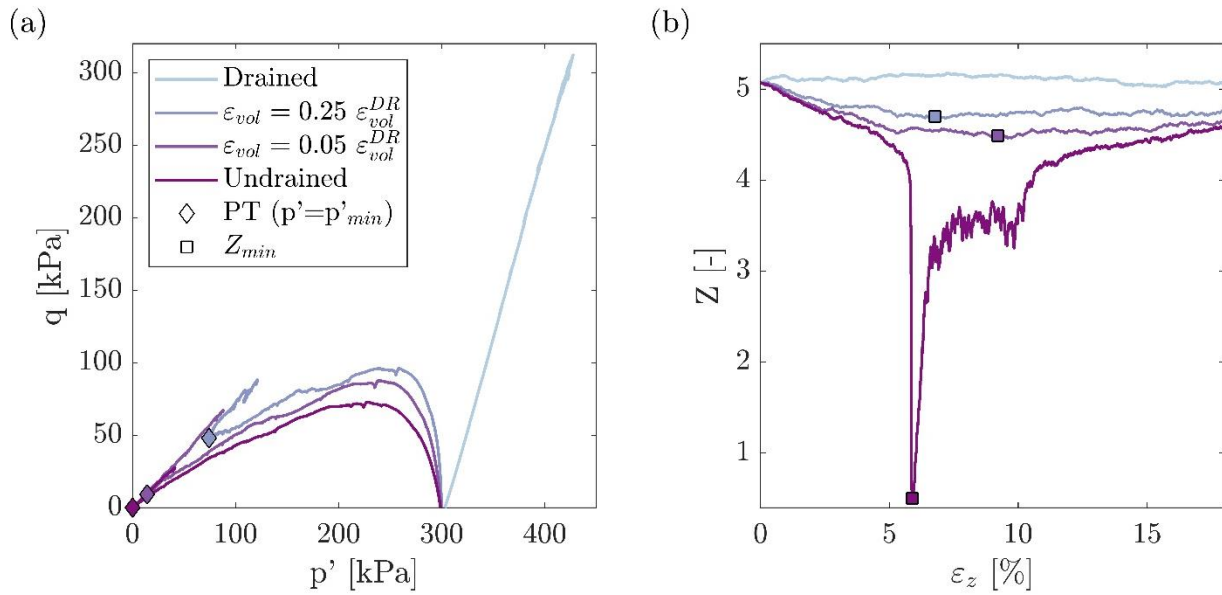 (a)
300
250
200
150
100
50
0
q [kPa]
0
100
200
300
400
p' [kPa]
Drained
ε_vol = 0.25 ε_vol^DR
ε_vol = 0.05 ε_vol^DR
Undrained
PT (p'=p'_min)
Z_min
(b)
5
4
3
2
1
Z [-]
0
5
10
15
ε_z [%]